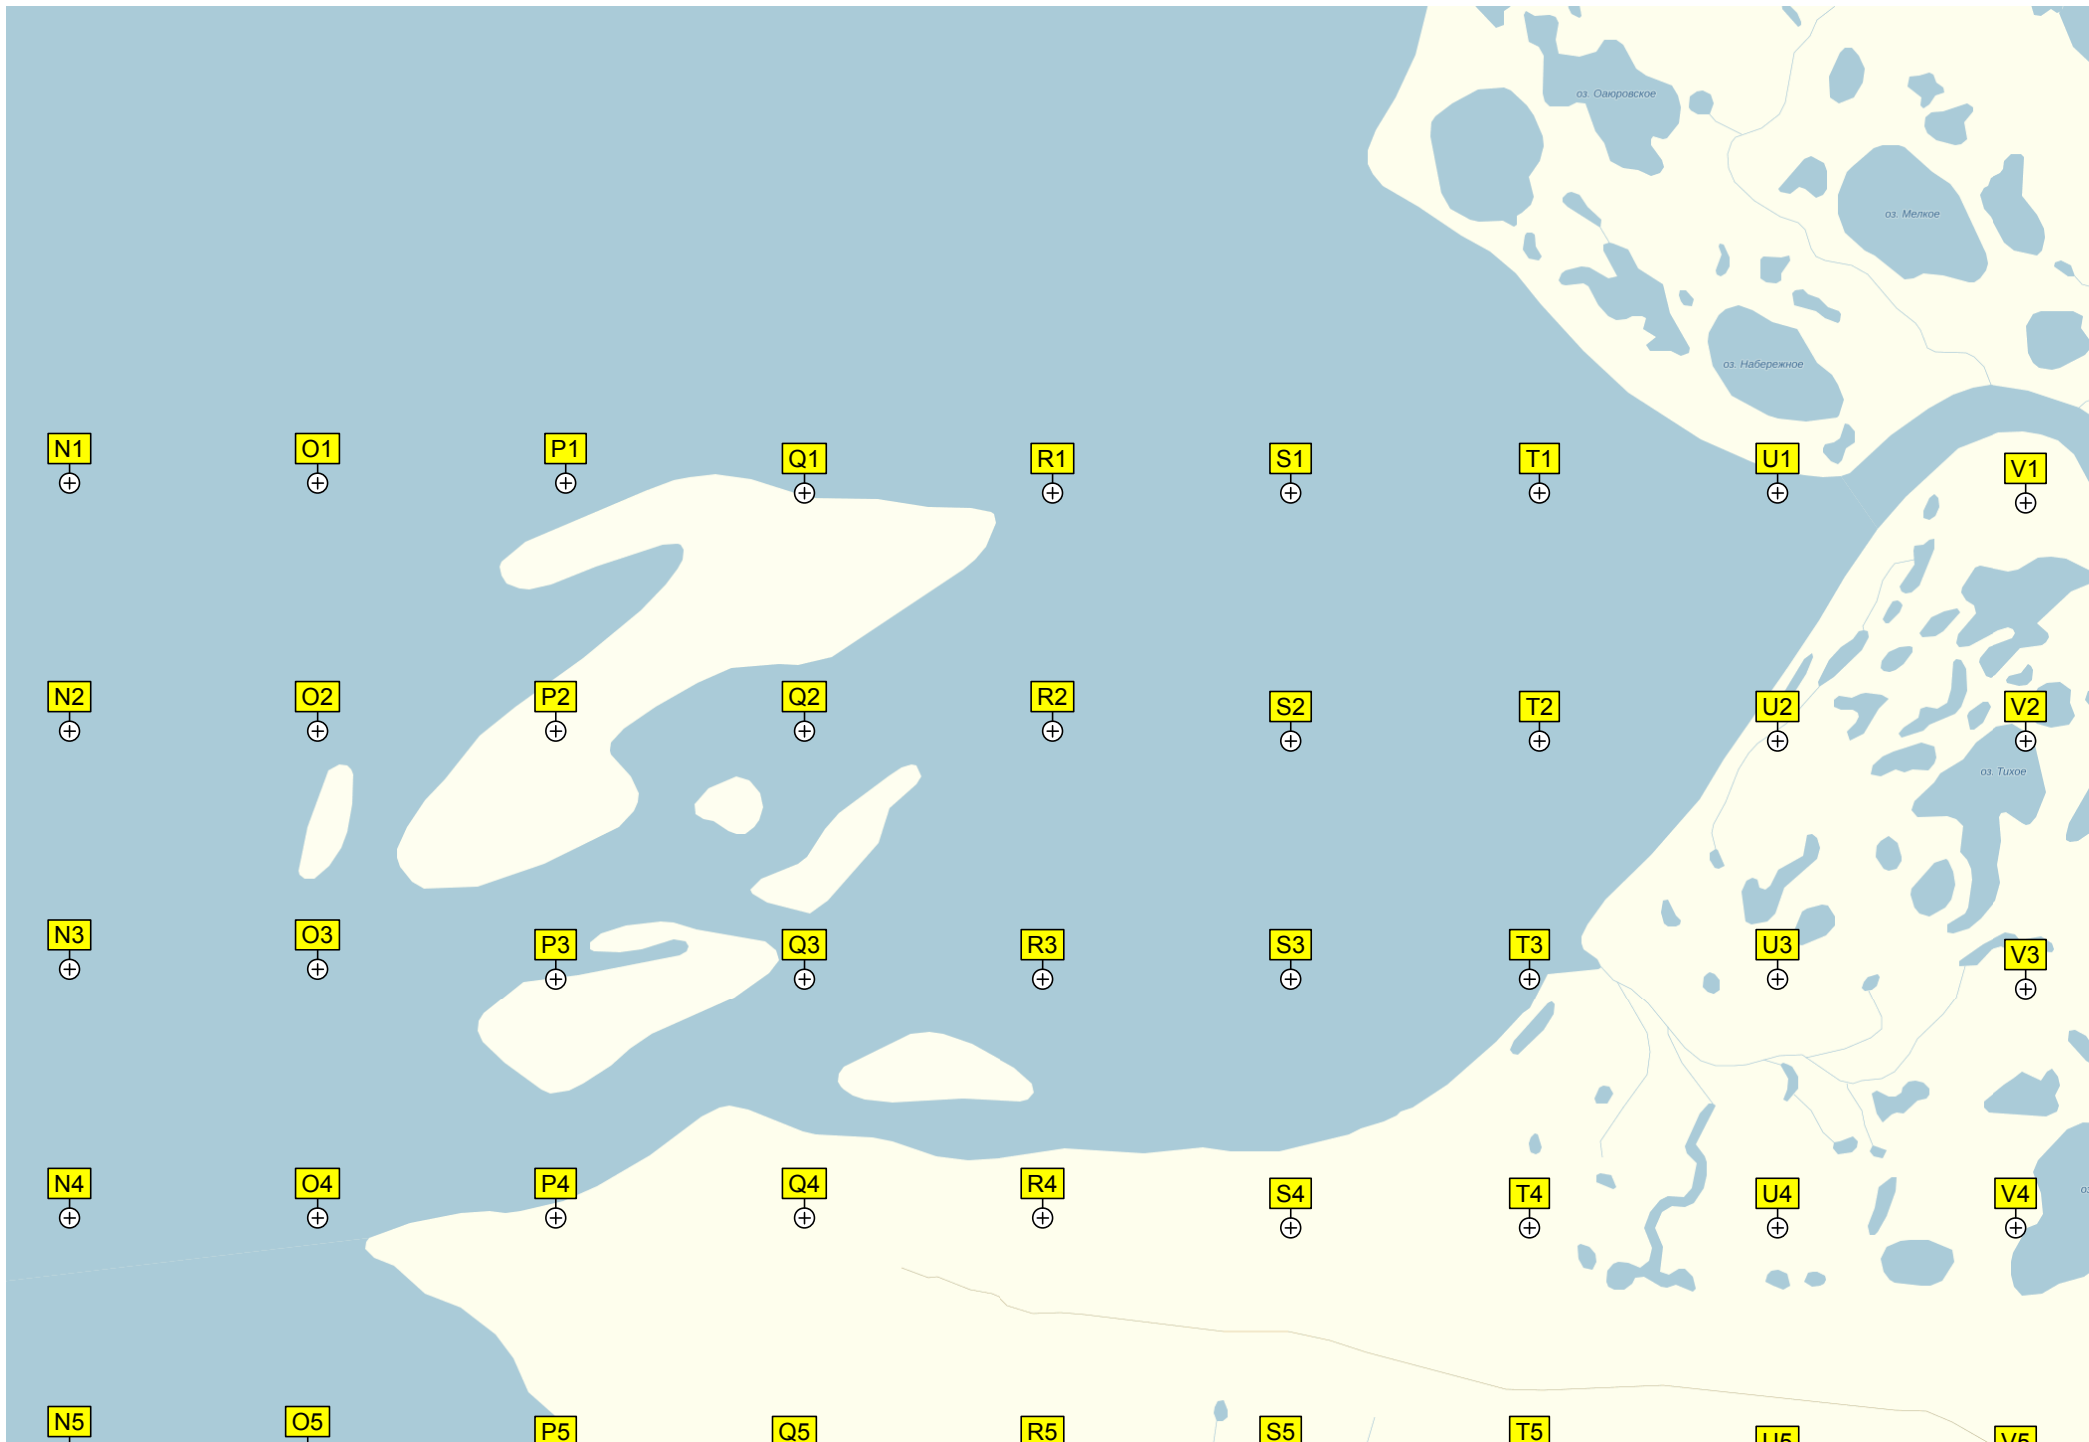 оз. Оаюровское
оз. Мелкое
оз. Набережное
N1 O1 P1 Q1 R1 S1 T1 U1 V1
N2 O2 P2 Q2 R2 S2 T2 U2 V2
оз. Тихое
N3 O3 P3 Q3 R3 S3 T3 U3 V3
N4 O4 P4 Q4 R4 S4 T4 U4 V4
N5 O5 P5 Q5 R5 S5 T5 U5 V5